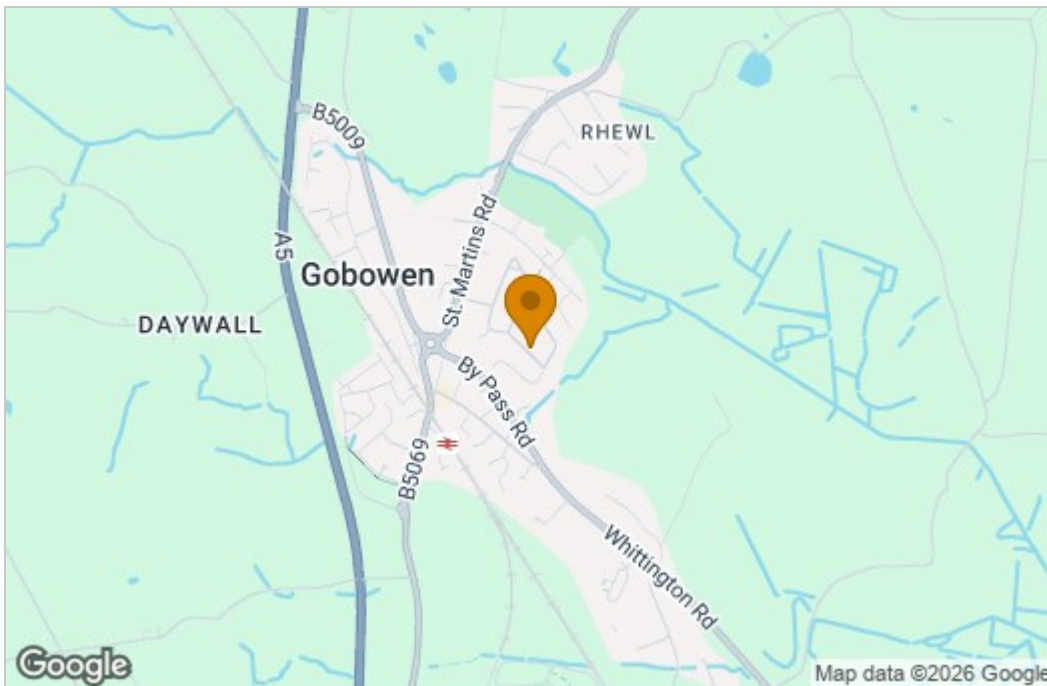 B5009
RHEWL
St. Martins Rd
A5
Gobowen
DAYWALL
By Pass Rd
B5069
Whittington Rd
Google
Map data ©2026 Google